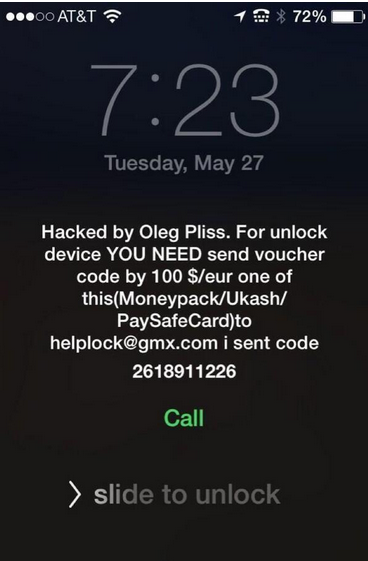 AT&T 72%
7:23
Tuesday, May 27
Hacked by Oleg Pliss. For unlock
device YOU NEED send voucher
code by 100 $/eur one of
this(Moneypack/Ukash/
PaySafeCard)to
helplock@gmx.com i sent code
2618911226
Call
slide to unlock